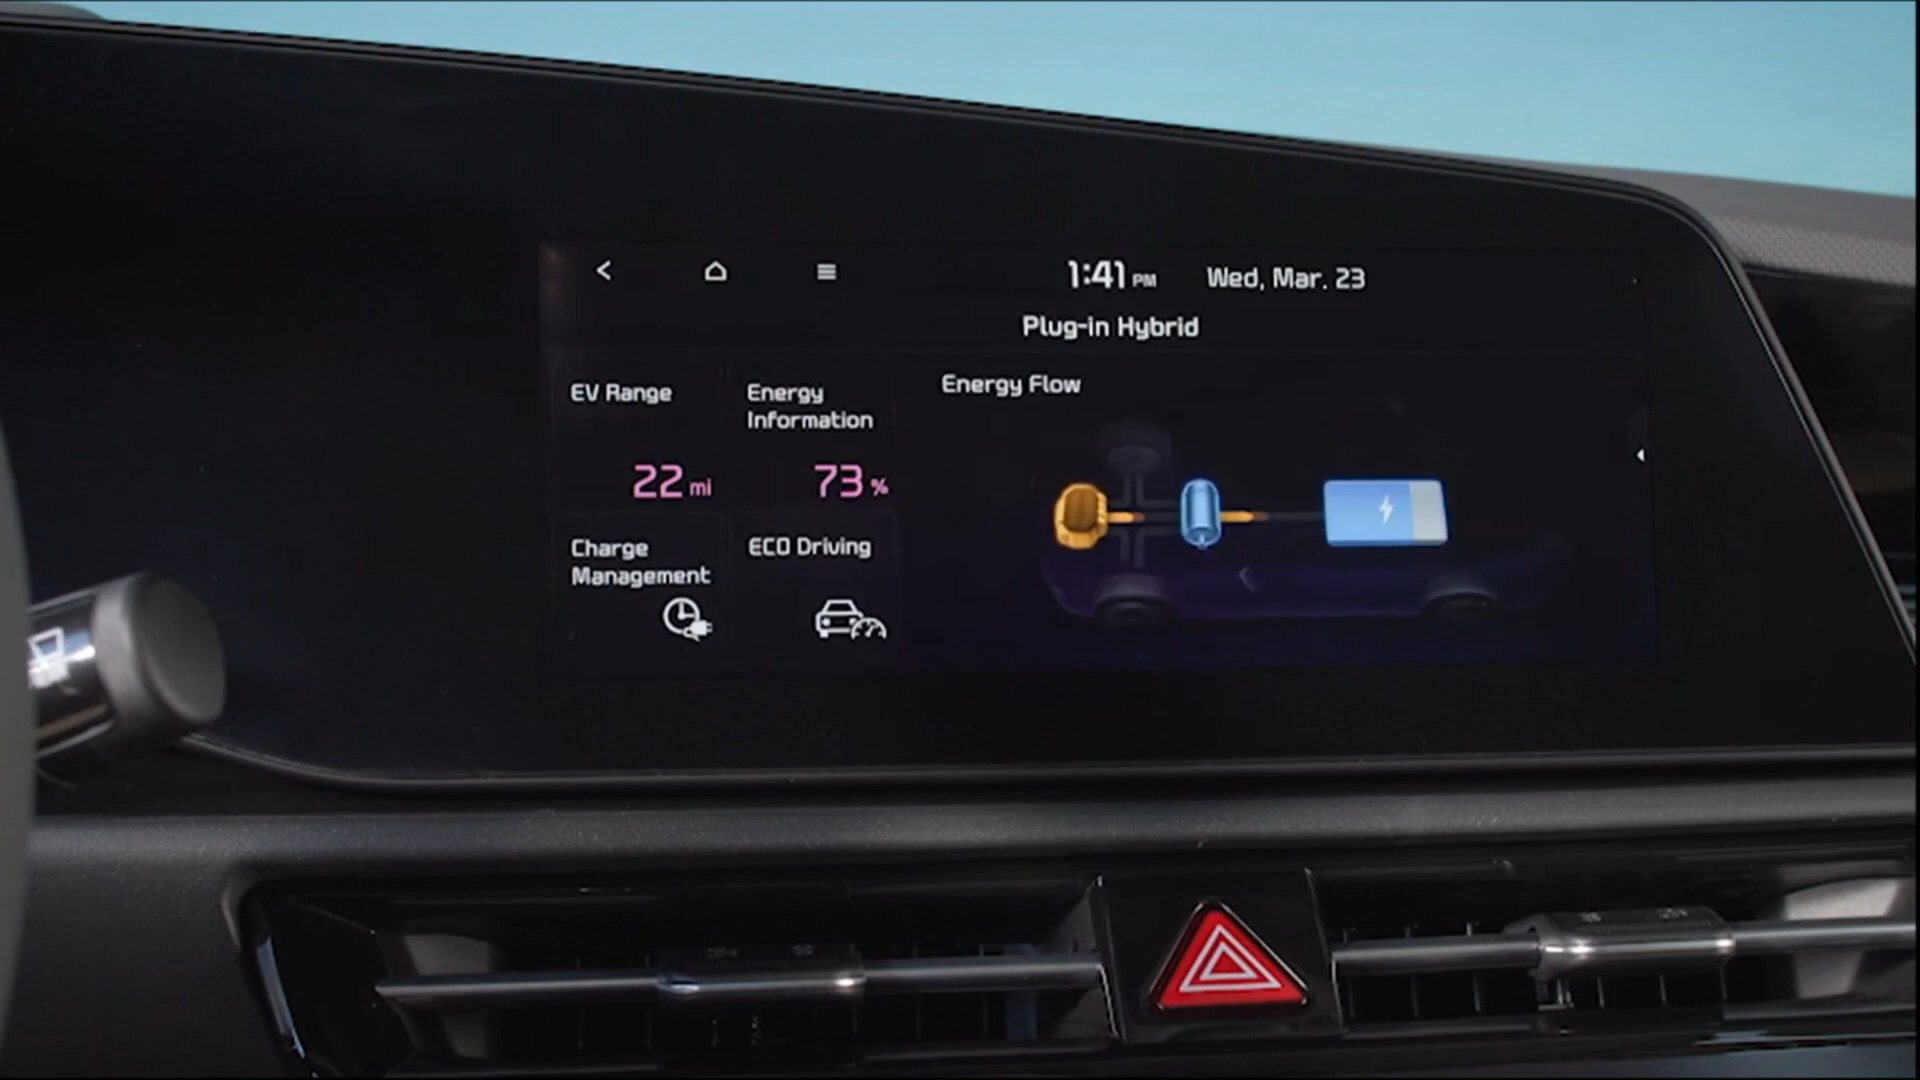 1:41 PM Wed, Mar. 23
Plug-in Hybrid
EV Range
22 mi
Energy
Information
73 %
Charge
Management
ECO Driving
Energy Flow